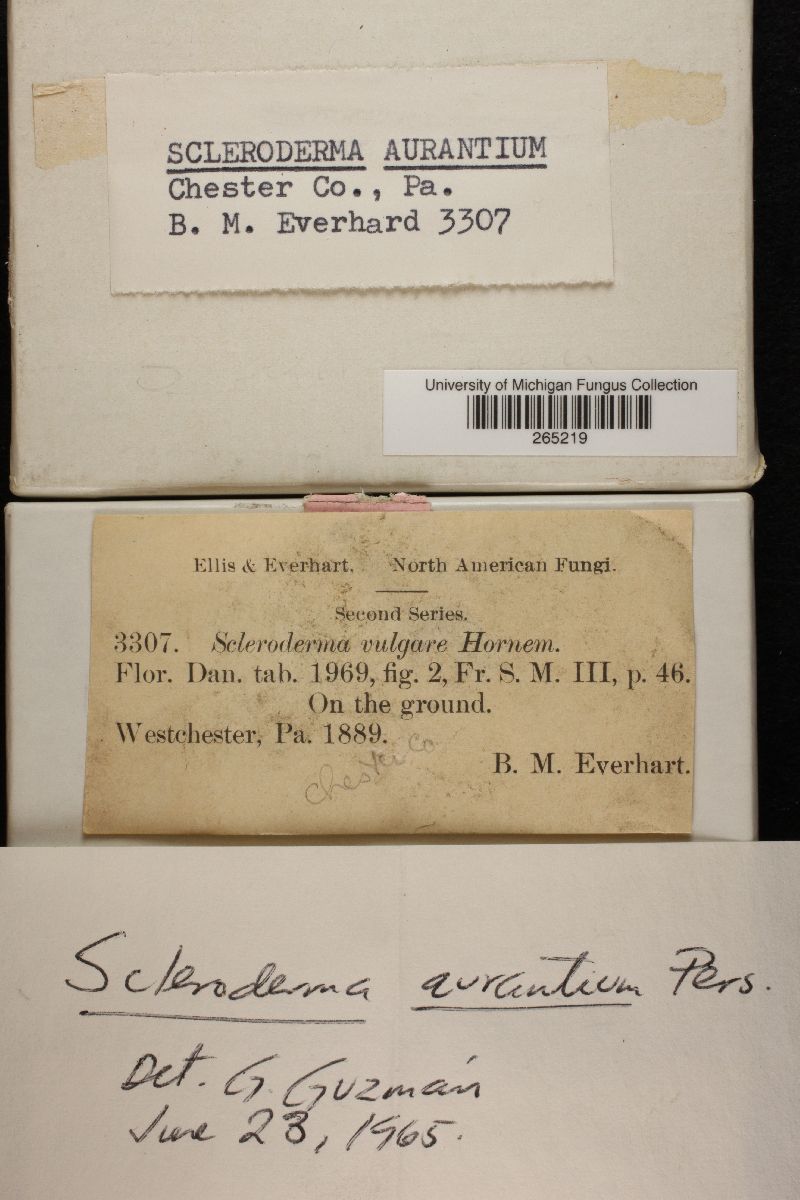 SCLERODERMA AURANTIUM
Chester Co., Pa.
B. M. Everhard 3307
University of Michigan Fungus Collection
265219
Ellis & Everhart. North American Fungi.
Second Series.
3307. Scleroderma vulgare Hornem.
Flor. Dan. tab. 1969, fig. 2, Fr. S. M. III, p. 46.
On the ground.
Westchester, Pa. 1889.
Chester Co
B. M. Everhart.
Scleroderma aurantium Pers.
Det. G. Guzmán
June 23, 1965.